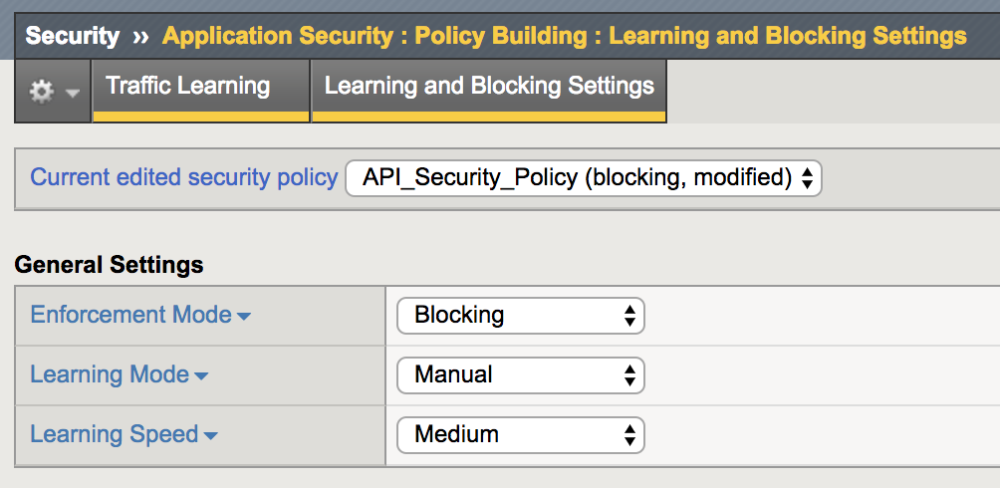 Security ›› Application Security : Policy Building : Learning and Blocking Settings
Traffic Learning Learning and Blocking Settings
Current edited security policy API_Security_Policy (blocking, modified)
General Settings
Enforcement Mode Blocking
Learning Mode Manual
Learning Speed Medium